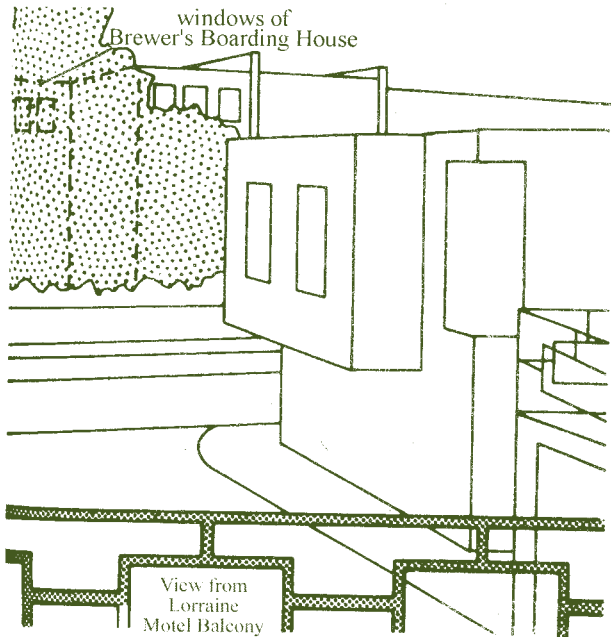 windows of
Brewer's Boarding House
View from
Lorraine
Motel Balcony